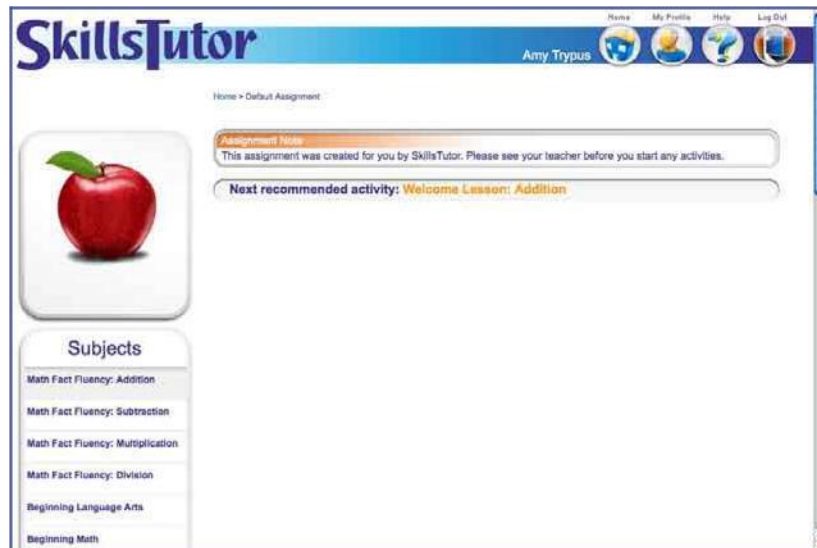 Home My Profile Help Log Out
SkillsTutor
Amy Trypus
Home > Default Assignment
Assignment Note
This assignment was created for you by SkillsTutor. Please see your teacher before you start any activities.
Next recommended activity: Welcome Lesson: Addition
Subjects
Math Fact Fluency: Addition
Math Fact Fluency: Subtraction
Math Fact Fluency: Multiplication
Math Fact Fluency: Division
Beginning Language Arts
Beginning Math